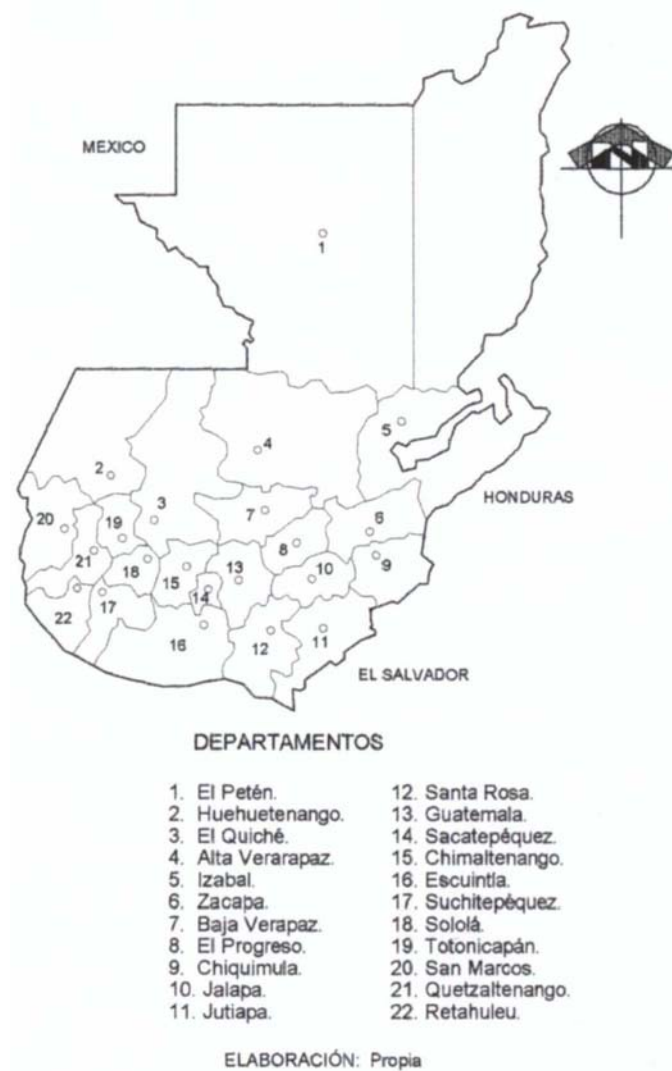 MEXICO
1
5
4
2
HONDURAS
3
7
20
6
19
21
8
9
18
15
13
10
14
22
17
16
12
11
EL SALVADOR
DEPARTAMENTOS
1. El Petén.
2. Huehuetenango.
3. El Quiché.
4. Alta Verarapaz.
5. Izabal.
6. Zacapa.
7. Baja Verapaz.
8. El Progreso.
9. Chiquimula.
10. Jalapa.
11. Jutiapa.
12. Santa Rosa.
13. Guatemala.
14. Sacatepéquez.
15. Chimaltenango.
16. Escuintla.
17. Suchitepéquez.
18. Sololá.
19. Totonicapán.
20. San Marcos.
21. Quetzaltenango.
22. Retahuleu.
ELABORACIÓN: Propia